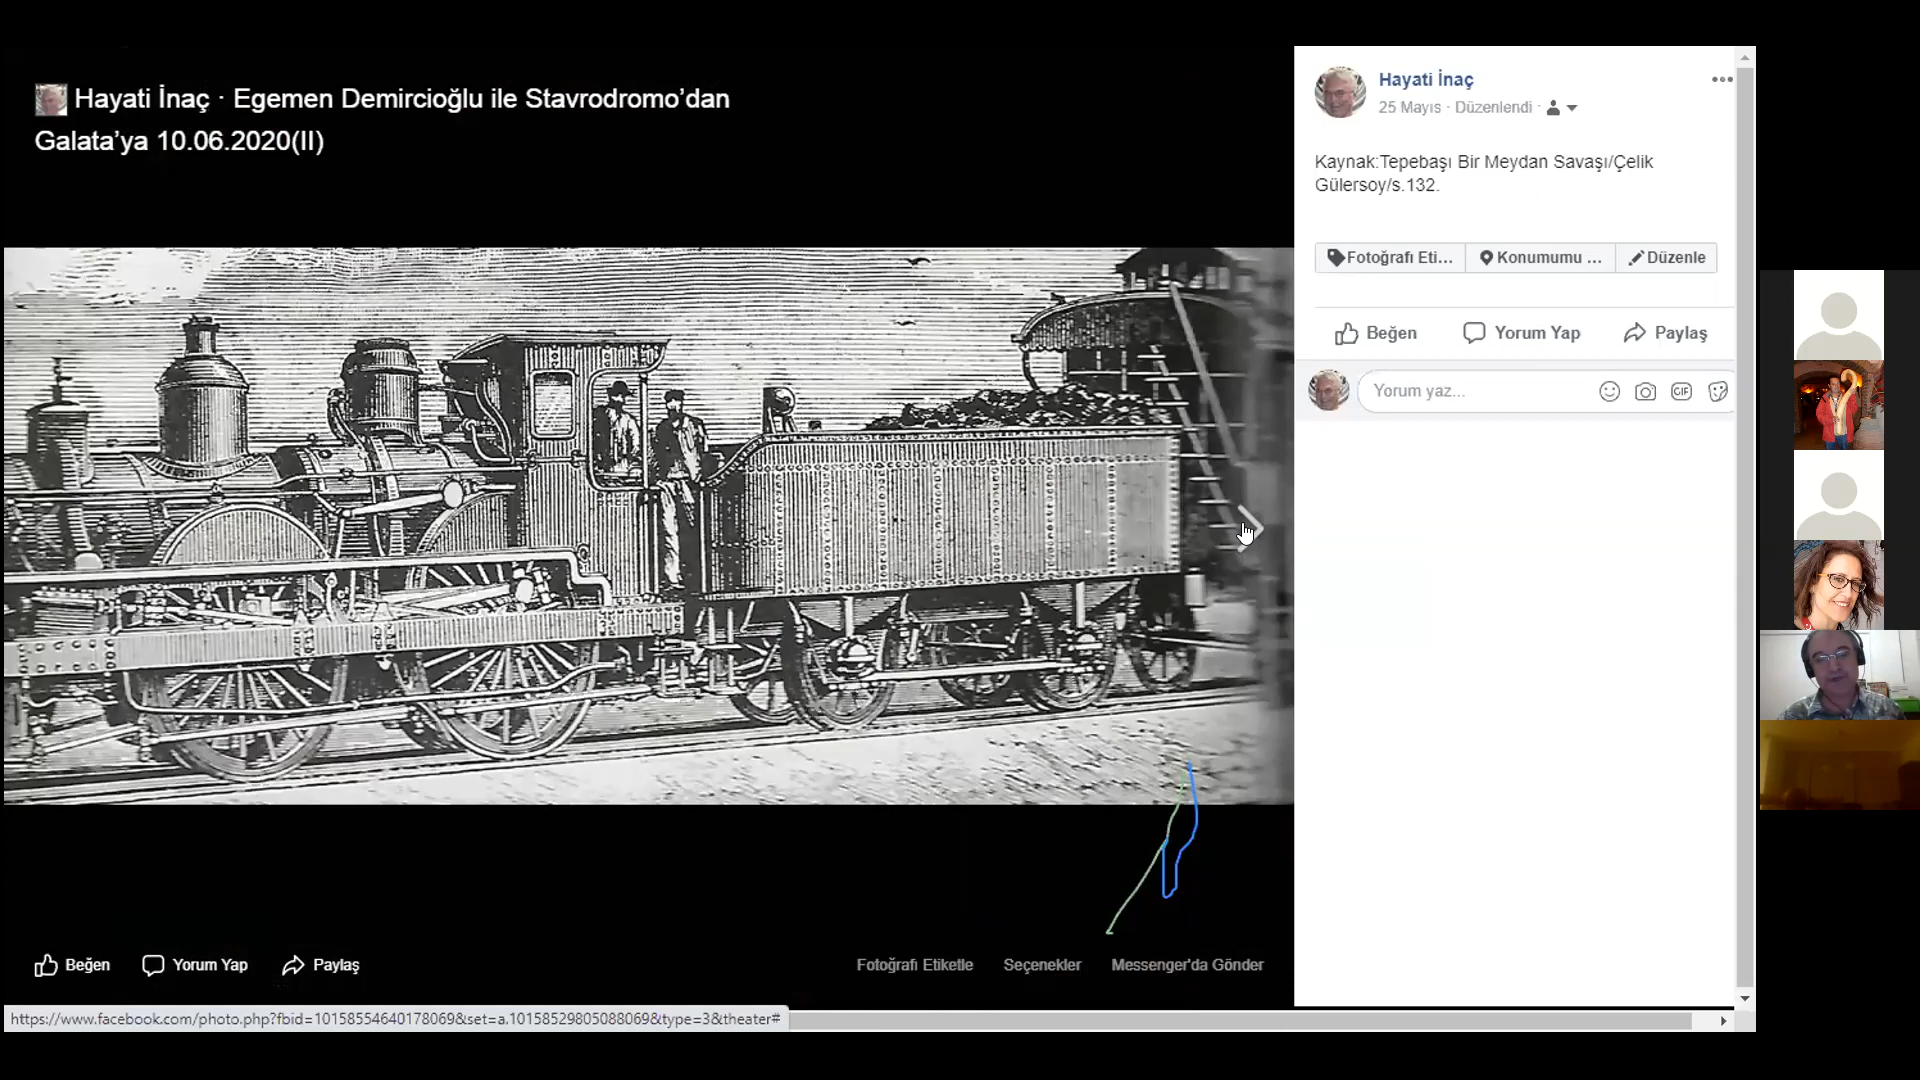 Hayati İnaç · Egemen Demircioğlu ile Stavrodromo’dan
Galata’ya 10.06.2020(II)
Hayati İnaç
25 Mayıs · Düzenlendi ·
Kaynak:Tepebaşı Bir Meydan Savaşı/Çelik
Gülersoy/s.132.
Fotoğrafı Eti... Konumumu ... Düzenle
Beğen Yorum Yap Paylaş
Yorum yaz... GIF
Beğen Yorum Yap Paylaş Fotoğrafı Etiketle Seçenekler Messenger'da Gönder
https://www.facebook.com/photo.php?fbid=10158554640178069&set=a.10158529805088069&type=3&theater#